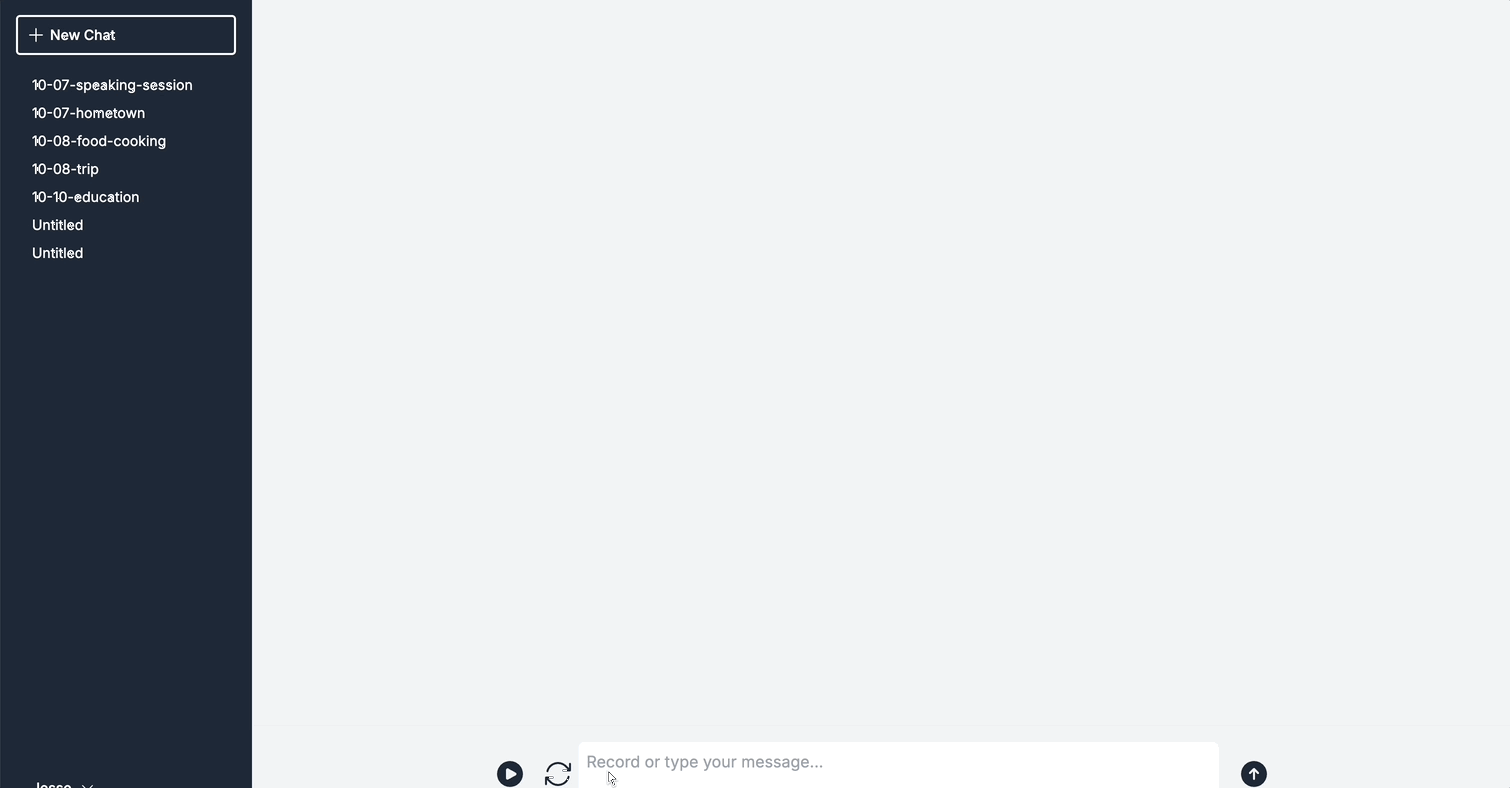 New Chat
10-07-speaking-session
10-07-hometown
10-08-food-cooking
10-08-trip
10-10-education
Untitled
Untitled
Record or type your message...